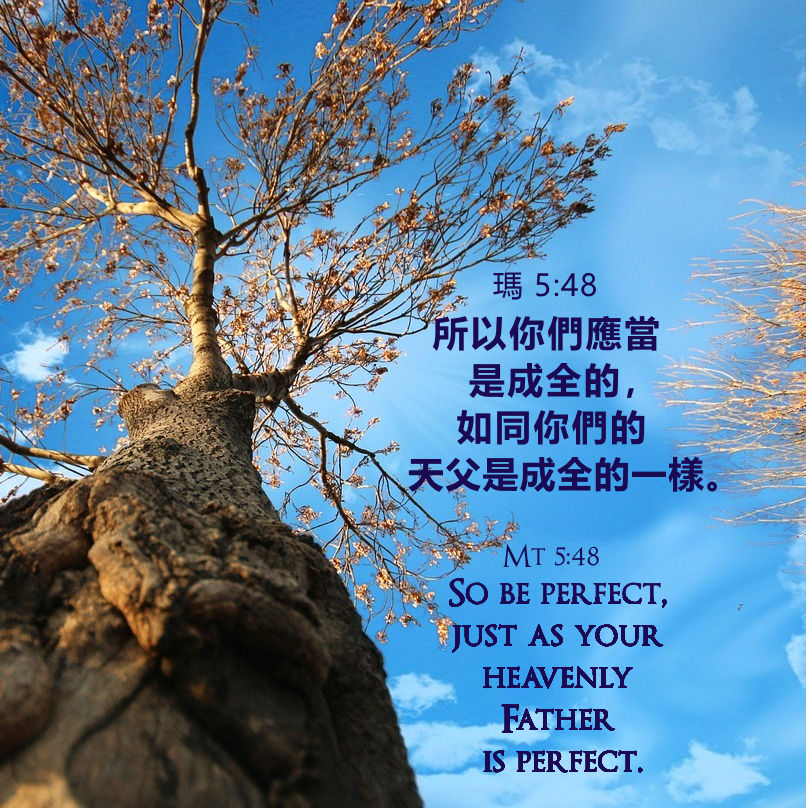 瑪 5:48
所以你們應當
是成全的，
如同你們的
天父是成全的一樣。
Mt 5:48
So be perfect,
just as your
heavenly
Father
is perfect.